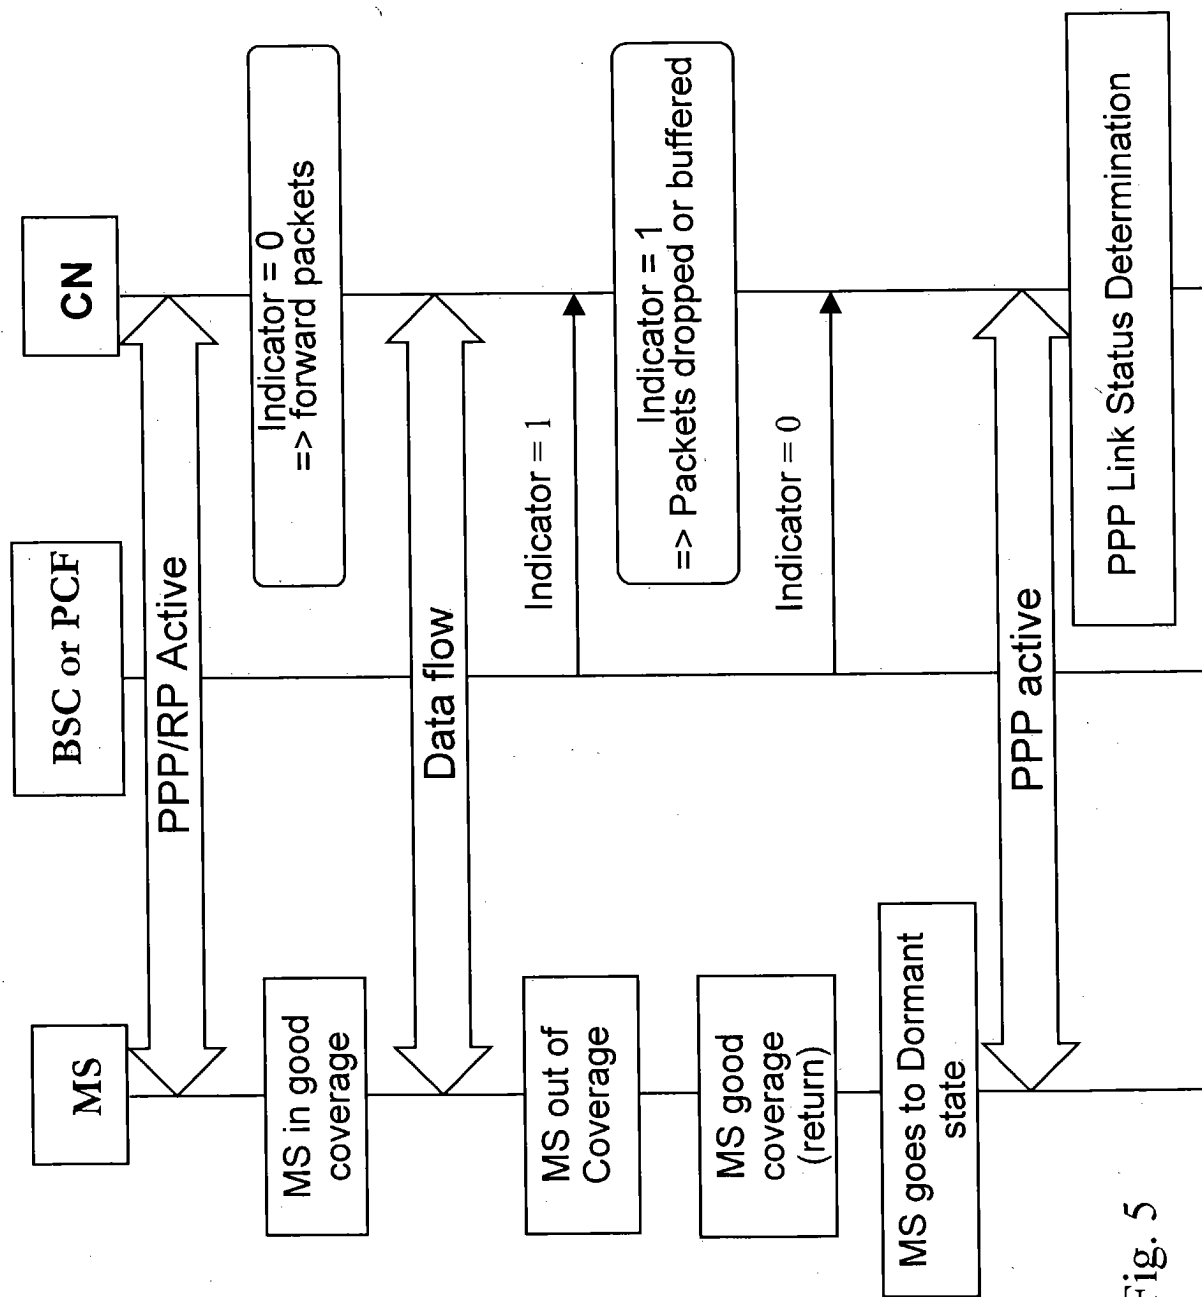 MS
BSC or PCF
CN
PPP/RP Active
MS in good
coverage
Indicator = 0
=> forward packets
Data flow
MS out of
Coverage
Indicator = 1
MS good
coverage
(return)
Indicator = 1
=> Packets dropped or buffered
Indicator = 0
MS goes to Dormant
state
PPP active
PPP Link Status Determination
Fig. 5